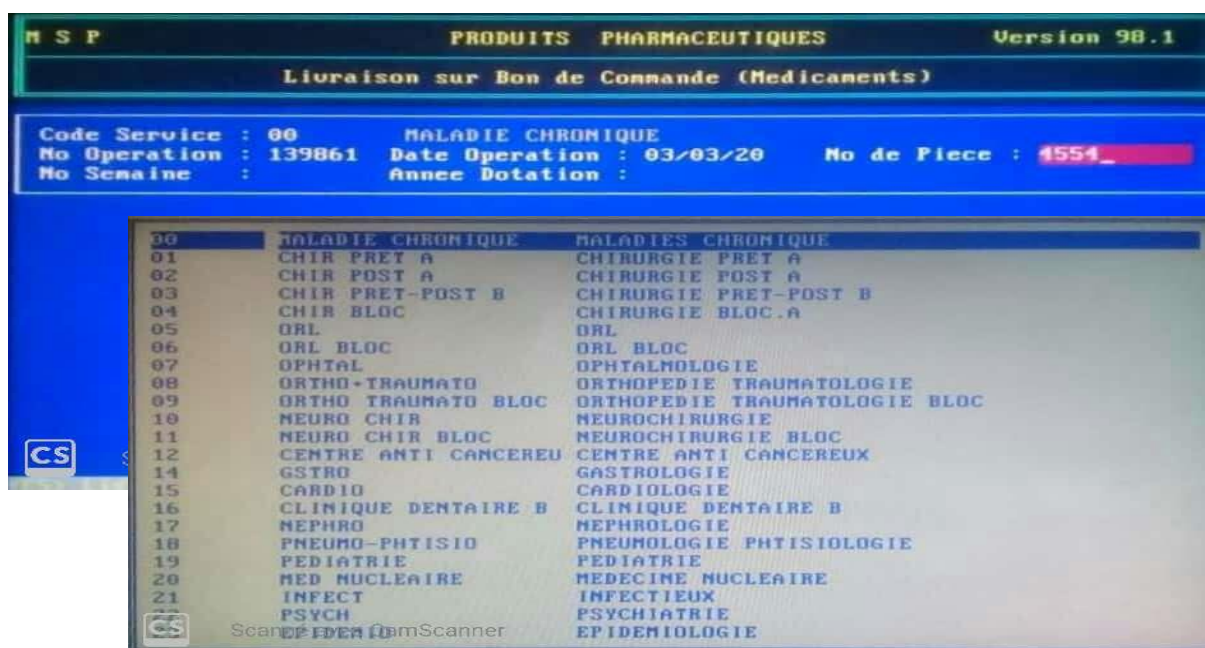 M S P PRODUITS PHARMACEUTIQUES Version 98.1
Livraison sur Bon de Commande (Medicaments)
Code Service : 00 MALADIE CHRONIQUE
No Operation : 139861 Date Operation : 03/03/20 No de Piece : 4554_
No Semaine : Annee Dotation :
00 MALADIE CHRONIQUE MALADIES CHRONIQUE
01 CHIR PRET A CHIRURGIE PRET A
02 CHIR POST A CHIRURGIE POST A
03 CHIR PRET-POST B CHIRURGIE PRET-POST B
04 CHIR BLOC CHIRURGIE BLOC.A
05 ORL ORL
06 ORL BLOC ORL BLOC
07 OPHTAL OPHTALMOLOGIE
08 ORTHO+TRAUMATO ORTHOPEDIE TRAUMATOLOGIE
09 ORTHO TRAUMATO BLOC ORTHOPEDIE TRAUMATOLOGIE BLOC
10 NEURO CHIR NEUROCHIRURGIE
11 NEURO CHIR BLOC NEUROCHIRURGIE BLOC
CS
12 CENTRE ANTI CANCEREU CENTRE ANTI CANCEREUX
14 GSTRO GASTROLOGIE
15 CARDIO CARDIOLOGIE
16 CLINIQUE DENTAIRE B CLINIQUE DENTAIRE B
17 NEPHRO NEPHROLOGIE
18 PNEUMO-PHTISIO PNEUMOLOGIE PHTISIOLOGIE
19 PEDIATRIE PEDIATRIE
20 MED NUCLEAIRE MEDECINE NUCLEAIRE
21 INFECT INFECTIEUX
PSYCH PSYCHIATRIE
CS EPIDEMIOLOGIE
CamScanner